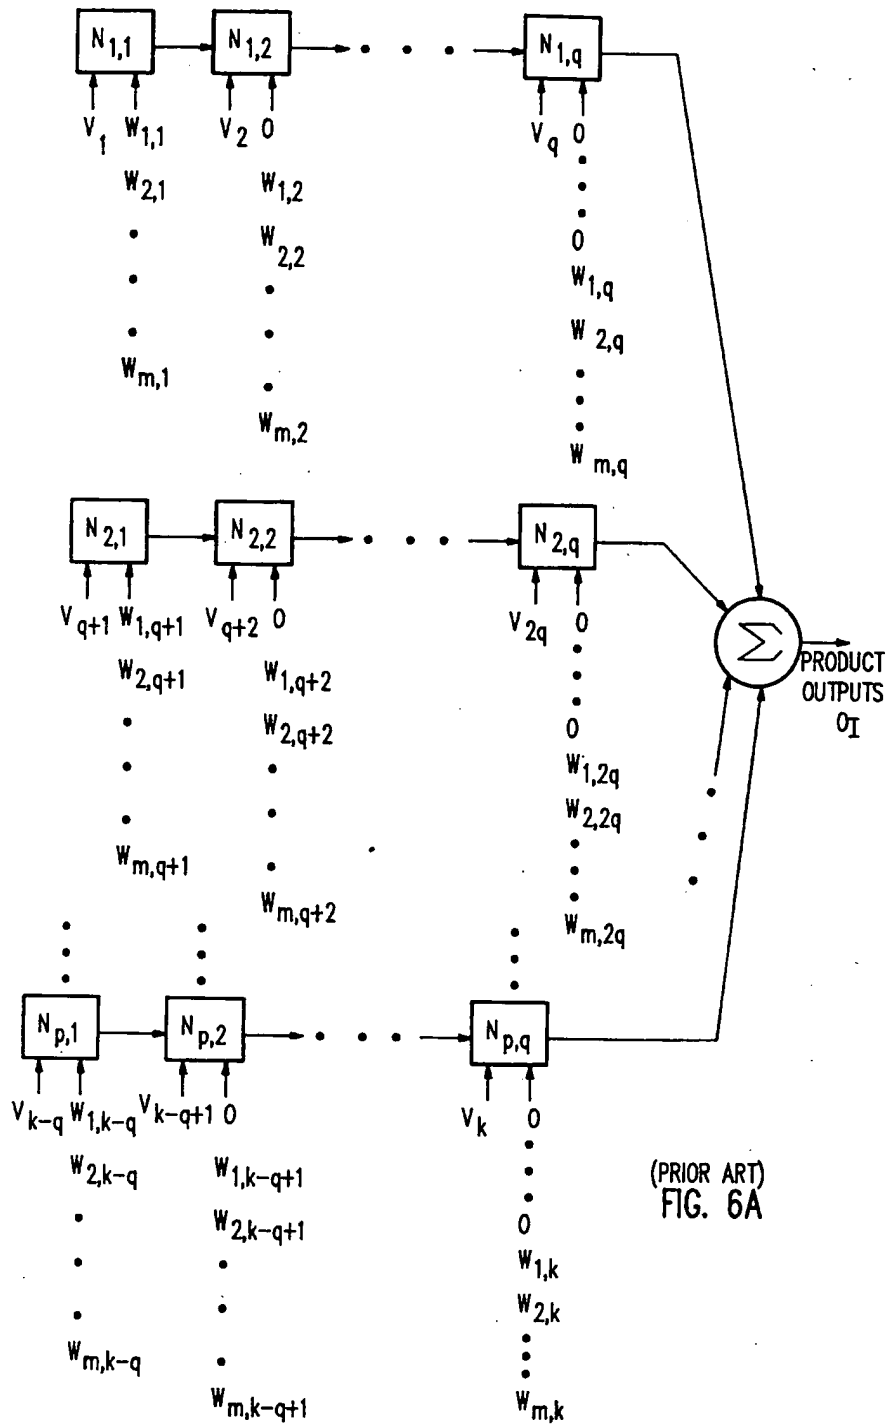 N1,1 N1,2 N1,q
V1 W1,1 V2 0 Vq 0
W2,1 W1,2
W2,2 0
W1,q
Wm,1 W2,q
Wm,2
Wm,q
N2,1 N2,2 N2,q
Vq+1 W1,q+1 Vq+2 0 V2q 0
Σ
W2,q+1 W1,q+2 PRODUCT
OUTPUTS
W2,q+2 0 OI
W1,2q
W2,2q
Wm,q+1
Wm,q+2 Wm,2q
Np,1 Np,2 Np,q
Vk-q W1,k-q Vk-q+1 0 Vk 0
W2,k-q W1,k-q+1 (PRIOR ART)
FIG. 6A
W2,k-q+1 0
W1,k
W2,k
Wm,k-q
Wm,k-q+1 Wm,k